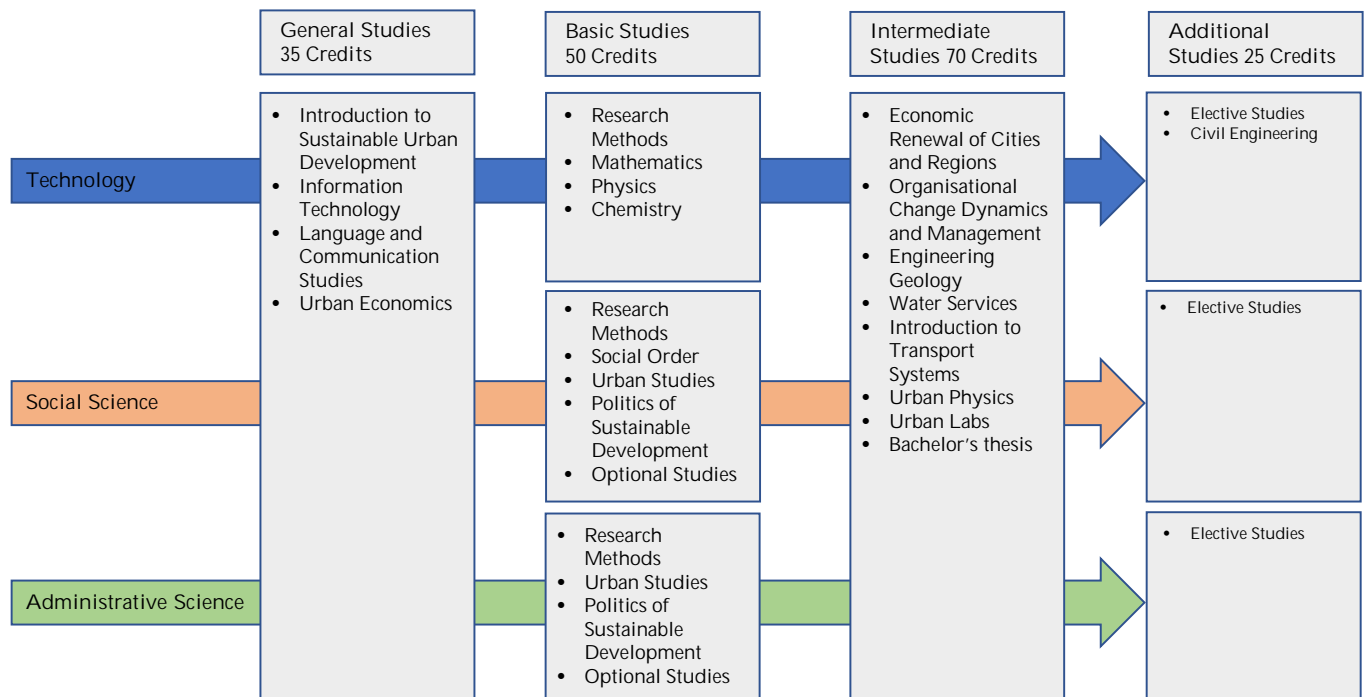 General Studies
35 Credits
Basic Studies
50 Credits
Intermediate
Studies 70 Credits
Additional
Studies 25 Credits
Technology
Social Science
Administrative Science
• Introduction to
Sustainable Urban
Development
• Information
Technology
• Language and
Communication
Studies
• Urban Economics
• Research
Methods
• Mathematics
• Physics
• Chemistry
• Research
Methods
• Social Order
• Urban Studies
• Politics of
Sustainable
Development
• Optional Studies
• Research
Methods
• Urban Studies
• Politics of
Sustainable
Development
• Optional Studies
• Economic
Renewal of Cities
and Regions
• Organisational
Change Dynamics
and Management
• Engineering
Geology
• Water Services
• Introduction to
Transport
Systems
• Urban Physics
• Urban Labs
• Bachelor’s thesis
• Elective Studies
• Civil Engineering
• Elective Studies
• Elective Studies